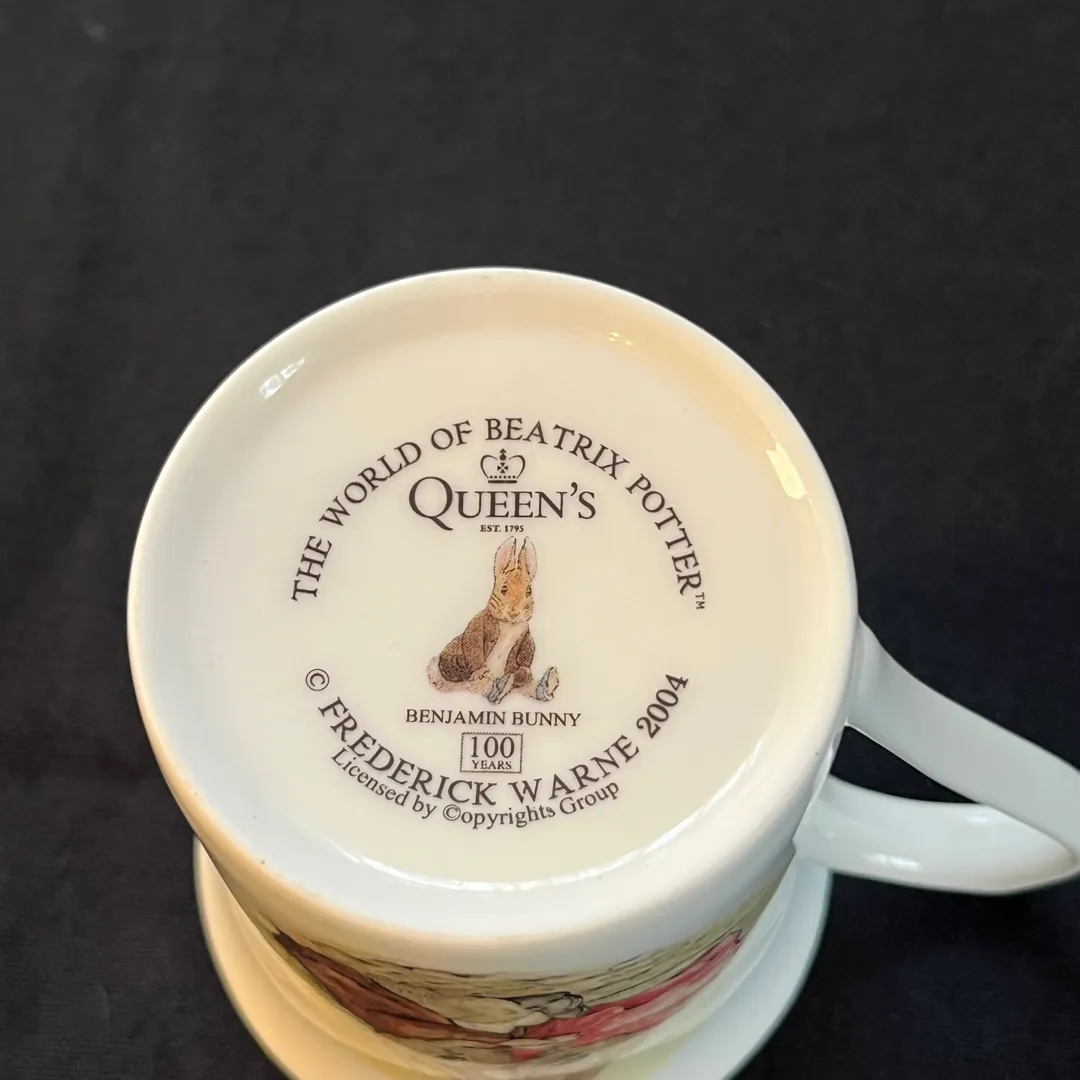 THE WORLD OF BEATRIX POTTER™
QUEEN'S
EST. 1795
BENJAMIN BUNNY
100
YEARS
© FREDERICK WARNE 2004
Licensed by ©opyrights Group